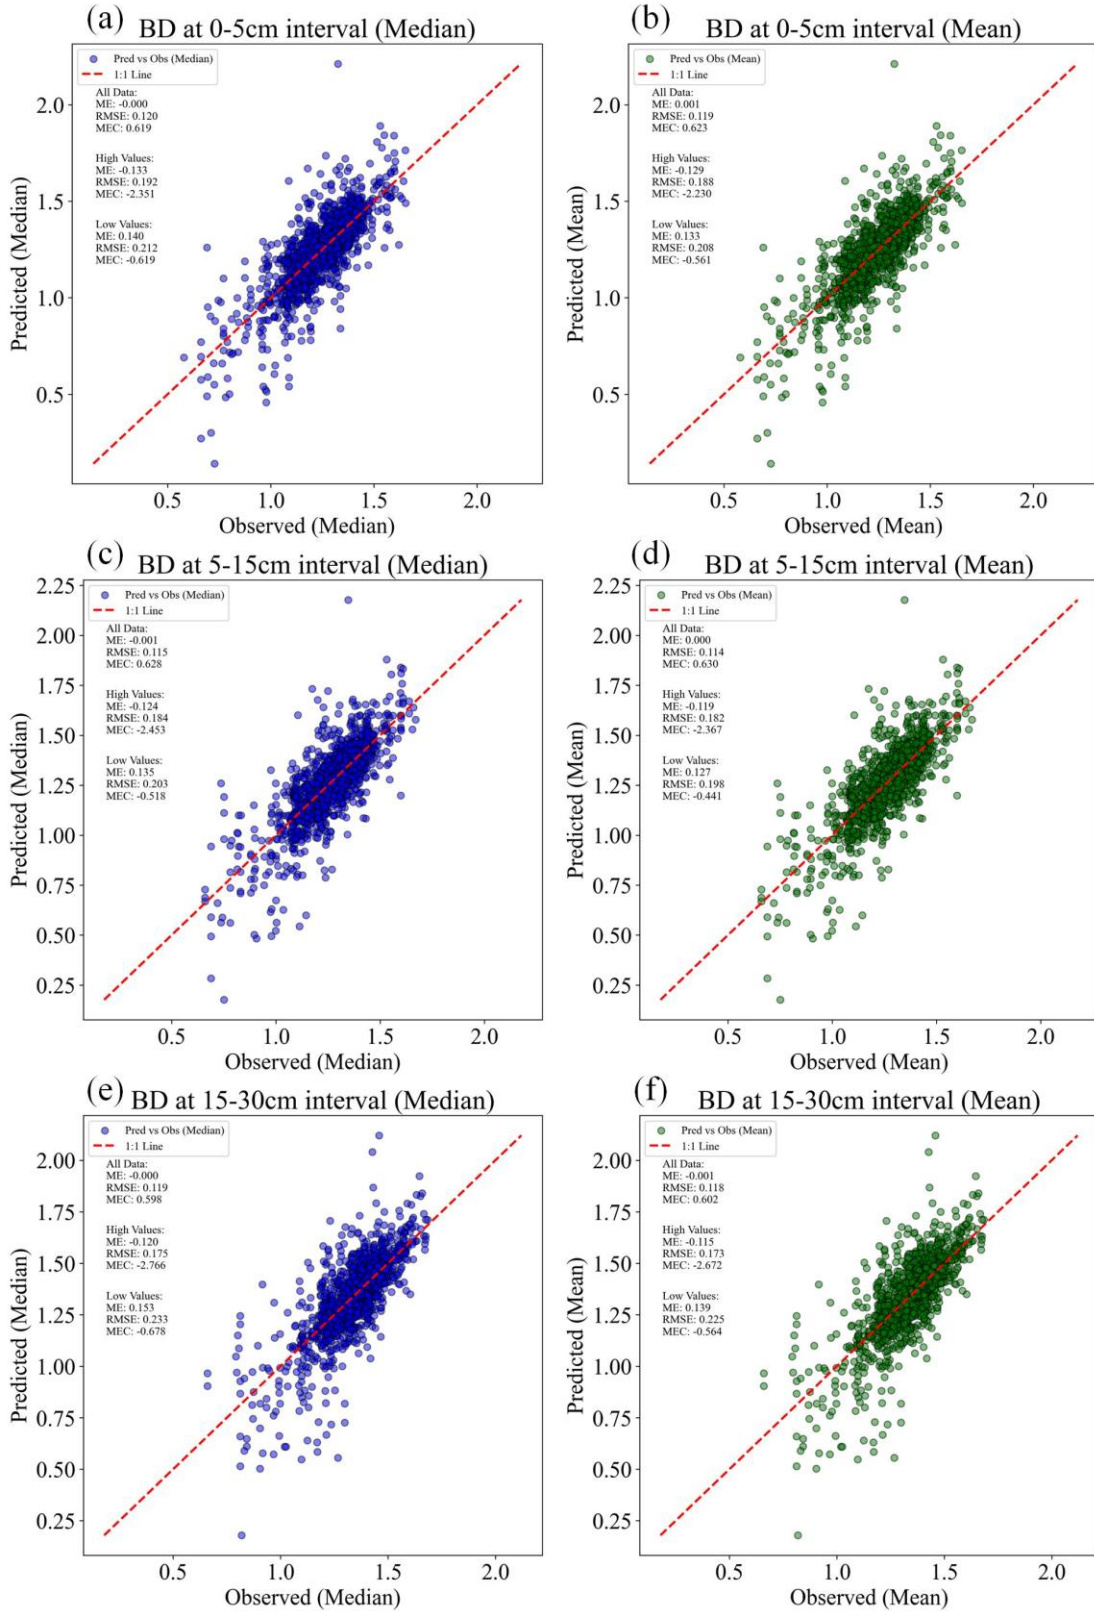 (a)
BD at 0-5cm interval (Median)
Pred vs Obs (Median)
1:1 Line
All Data:
ME: -0.000
RMSE: 0.120
MEC: 0.619
High Values:
ME: -0.133
RMSE: 0.192
MEC: -2.351
Low Values:
ME: 0.140
RMSE: 0.212
MEC: -0.619
Predicted (Median)
2.0
1.5
1.0
0.5
0.5 1.0 1.5 2.0
Observed (Median)
(b)
BD at 0-5cm interval (Mean)
Pred vs Obs (Mean)
1:1 Line
All Data:
ME: 0.001
RMSE: 0.119
MEC: 0.623
High Values:
ME: -0.129
RMSE: 0.188
MEC: -2.230
Low Values:
ME: 0.133
RMSE: 0.208
MEC: -0.561
Predicted (Mean)
2.0
1.5
1.0
0.5
0.5 1.0 1.5 2.0
Observed (Mean)
(c)
BD at 5-15cm interval (Median)
Pred vs Obs (Median)
1:1 Line
All Data:
ME: -0.001
RMSE: 0.115
MEC: 0.628
High Values:
ME: -0.124
RMSE: 0.184
MEC: -2.453
Low Values:
ME: 0.135
RMSE: 0.203
MEC: -0.518
Predicted (Median)
2.25
2.00
1.75
1.50
1.25
1.00
0.75
0.50
0.25
0.5 1.0 1.5 2.0
Observed (Median)
(d)
BD at 5-15cm interval (Mean)
Pred vs Obs (Mean)
1:1 Line
All Data:
ME: 0.000
RMSE: 0.114
MEC: 0.630
High Values:
ME: -0.119
RMSE: 0.182
MEC: -2.367
Low Values:
ME: 0.127
RMSE: 0.198
MEC: -0.441
Predicted (Mean)
2.25
2.00
1.75
1.50
1.25
1.00
0.75
0.50
0.25
0.5 1.0 1.5 2.0
Observed (Mean)
(e)
BD at 15-30cm interval (Median)
Pred vs Obs (Median)
1:1 Line
All Data:
ME: -0.000
RMSE: 0.119
MEC: 0.598
High Values:
ME: -0.120
RMSE: 0.175
MEC: -2.766
Low Values:
ME: 0.153
RMSE: 0.233
MEC: -0.678
Predicted (Median)
2.00
1.75
1.50
1.25
1.00
0.75
0.50
0.25
0.5 1.0 1.5 2.0
Observed (Median)
(f)
BD at 15-30cm interval (Mean)
Pred vs Obs (Mean)
1:1 Line
All Data:
ME: -0.001
RMSE: 0.118
MEC: 0.602
High Values:
ME: -0.115
RMSE: 0.173
MEC: -2.672
Low Values:
ME: 0.139
RMSE: 0.225
MEC: -0.564
Predicted (Mean)
2.00
1.75
1.50
1.25
1.00
0.75
0.50
0.25
0.5 1.0 1.5 2.0
Observed (Mean)